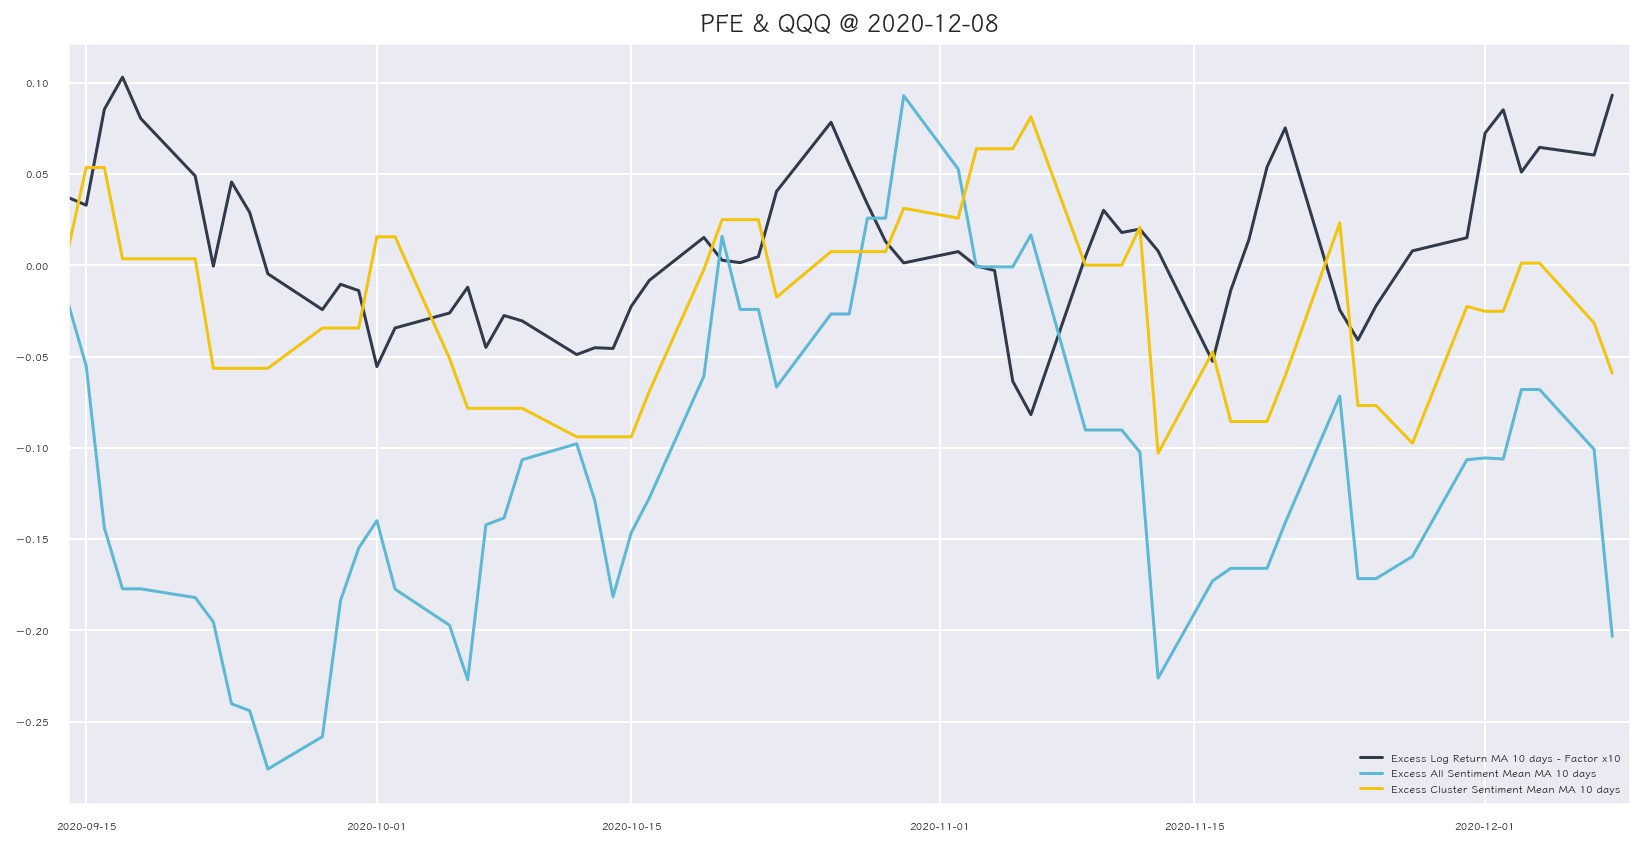 PFE & QQQ @ 2020-12-08
0.10
0.05
0.00
−0.05
−0.10
−0.15
−0.20
−0.25
Excess Log Return MA 10 days - Factor x10
Excess All Sentiment Mean MA 10 days
Excess Cluster Sentiment Mean MA 10 days
2020-09-15 2020-10-01 2020-10-15 2020-11-01 2020-11-15 2020-12-01